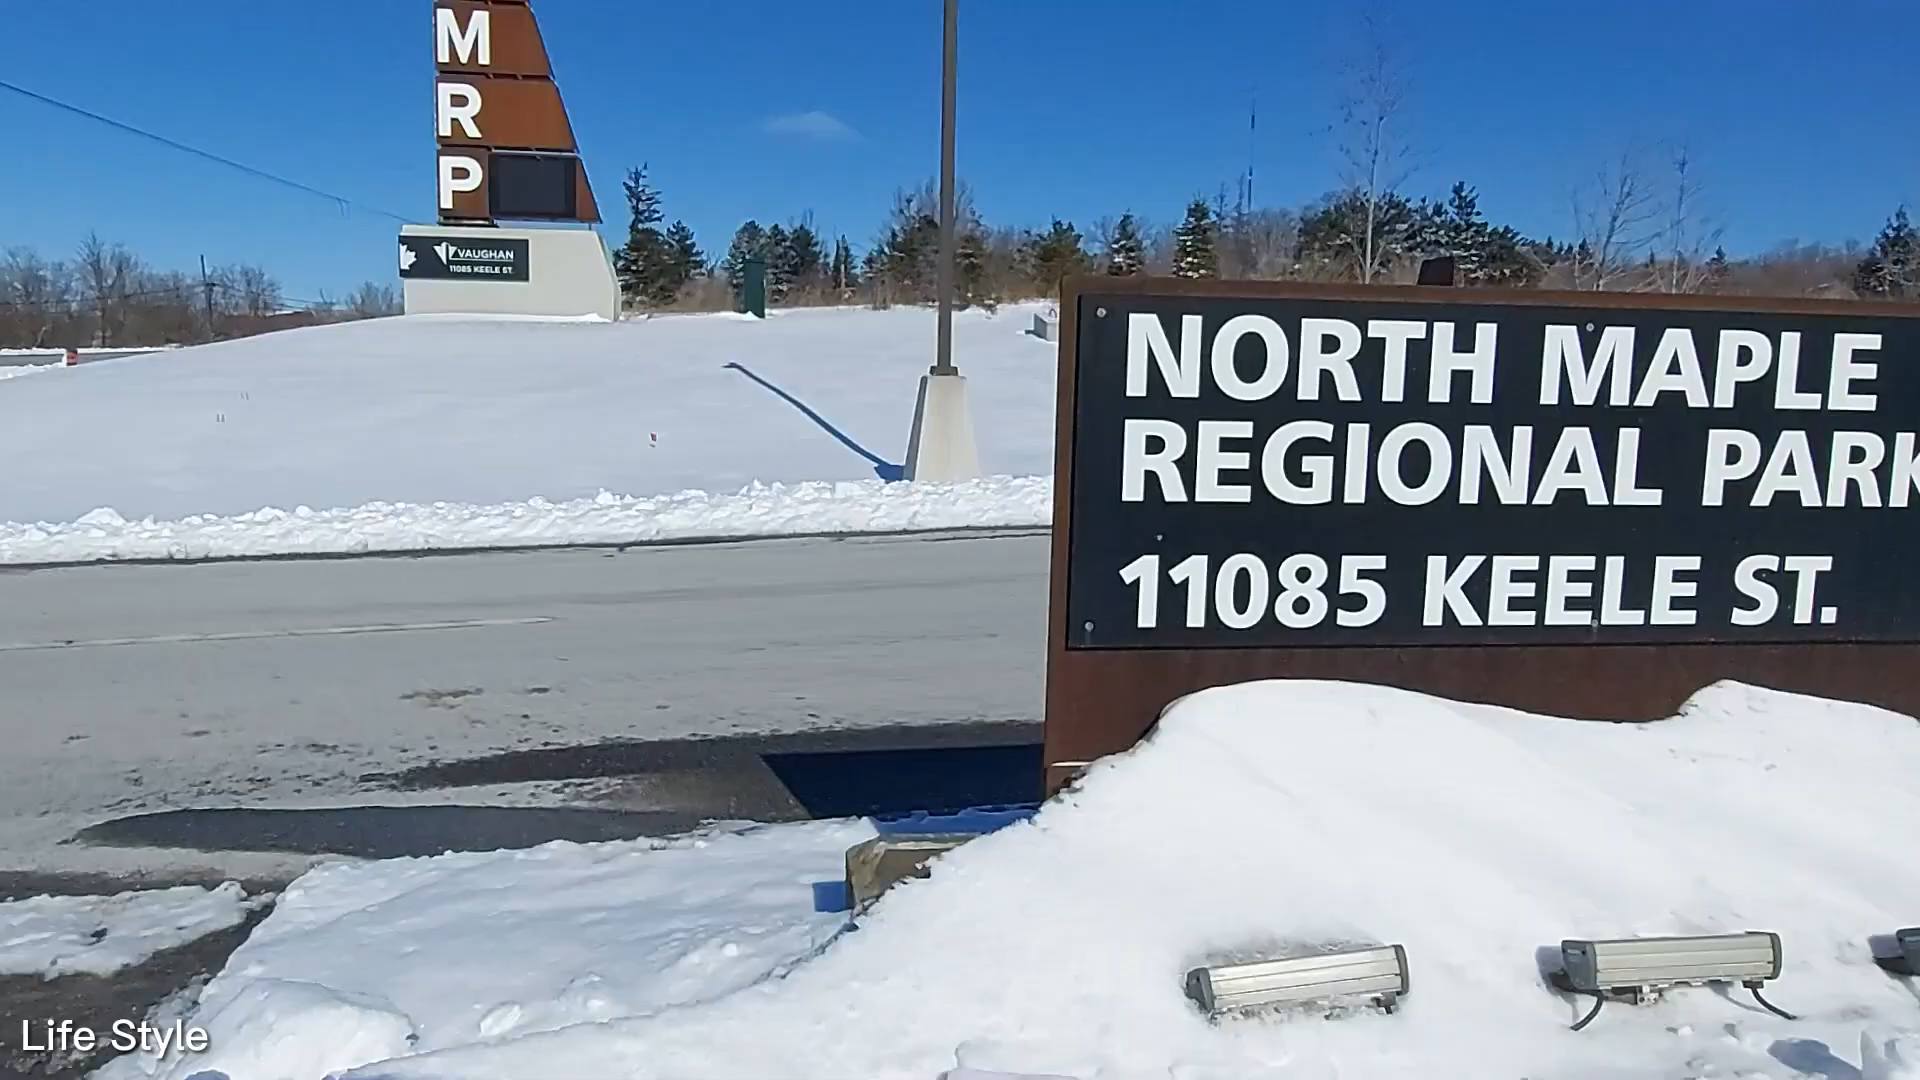 M
R
P
VAUGHAN
11085 KEELE ST.
NORTH MAPLE
REGIONAL PARK
11085 KEELE ST.
Life Style